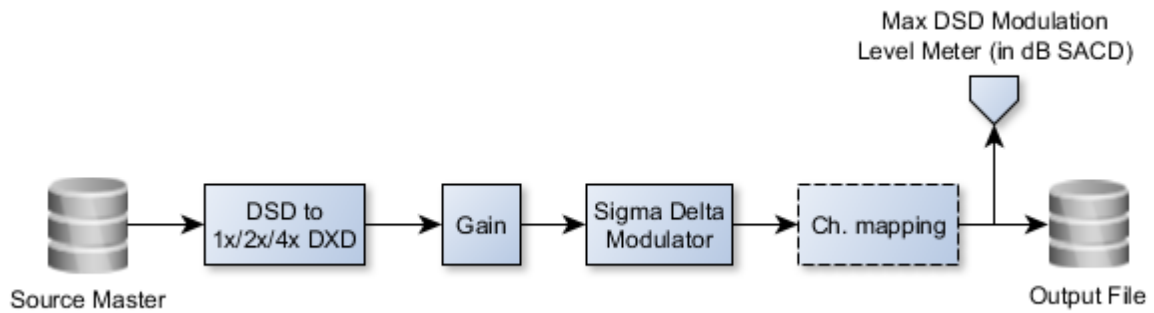 Max DSD Modulation
Level Meter (in dB SACD)
DSD to
1x/2x/4x DXD
Gain
Sigma Delta
Modulator
Ch. mapping
Source Master
Output File